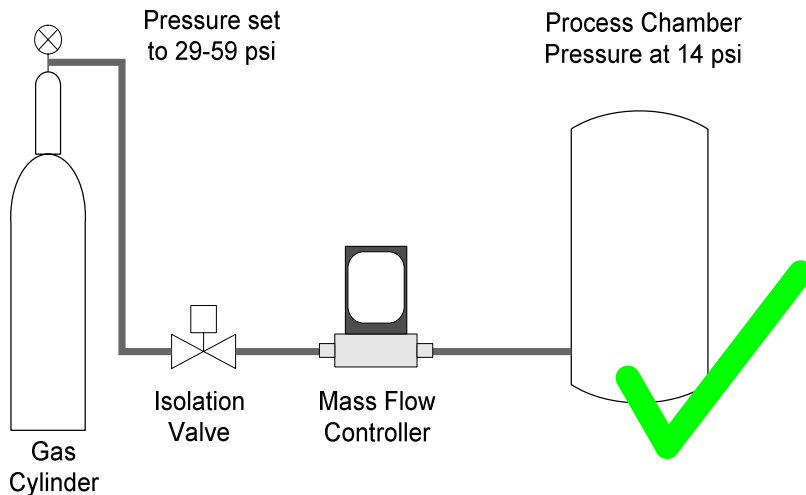 Pressure set
to 29-59 psi
Process Chamber
Pressure at 14 psi
Isolation
Valve
Mass Flow
Controller
Gas
Cylinder